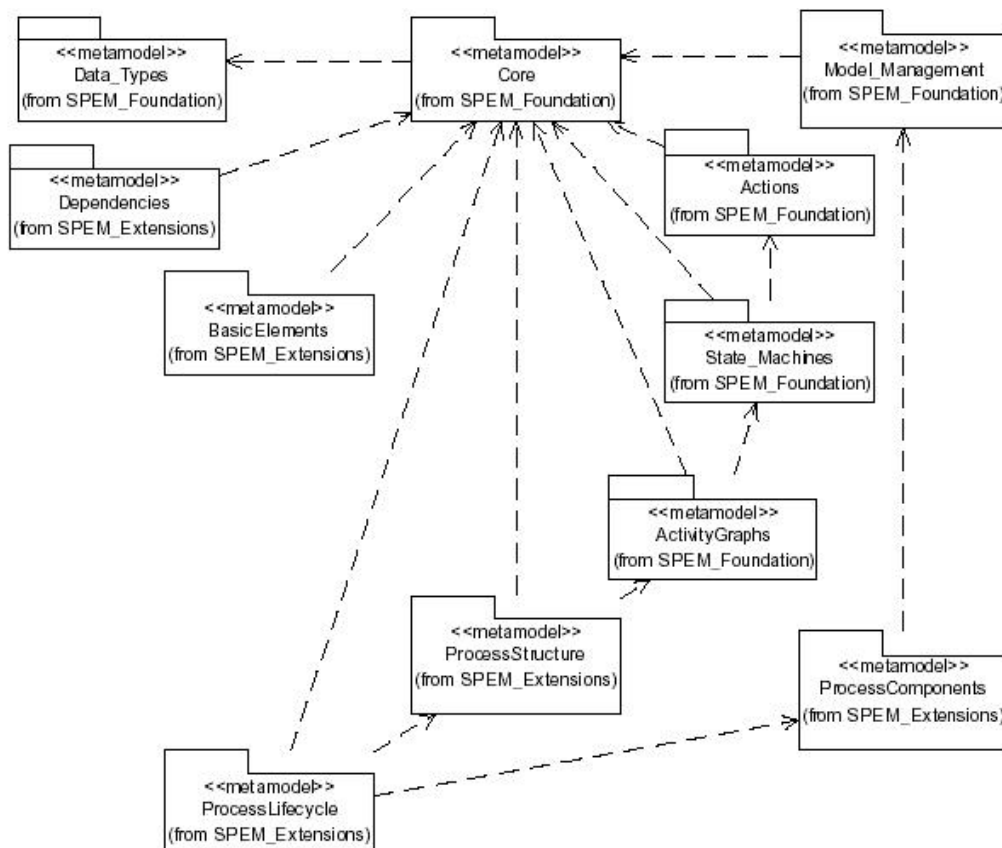 <<metamodel>>
Data_Types
(from SPEM_Foundation)
<<metamodel>>
Core
(from SPEM_Foundation)
<<metamodel>>
Model_Management
(from SPEM_Foundation)
<<metamodel>>
Dependencies
(from SPEM_Extensions)
<<metamodel>>
Actions
(from SPEM_Foundation)
<<metamodel>>
BasicElements
(from SPEM_Extensions)
<<metamodel>>
State_Machines
(from SPEM_Foundation)
<<metamodel>>
ActivityGraphs
(from SPEM_Foundation)
<<metamodel>>
ProcessStructure
(from SPEM_Extensions)
<<metamodel>>
ProcessComponents
(from SPEM_Extensions)
<<metamodel>>
ProcessLifecycle
(from SPEM_Extensions)